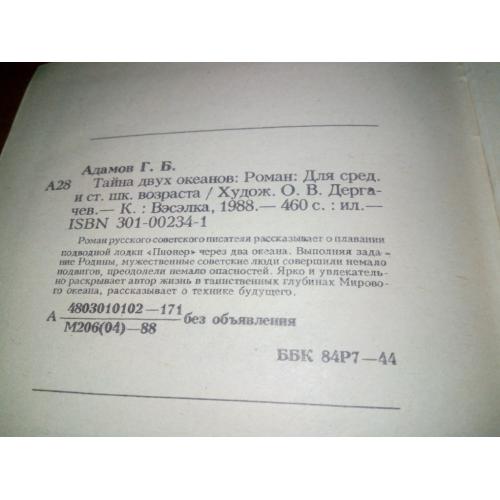 Адамов Г. Б.
А28 Тайна двух океанов: Роман: Для сред.
и ст. шк. возраста / Худож. О. В. Дерга-
чев.— К. : Вэсэлка, 1988.— 460 с. : ил.—
ISBN 301-00234-1
Роман русского советского писателя рассказывает о плавании
подводной лодки «Пионер» через два океана. Выполняя зада-
ние Родины, мужественные советские люди совершили немало
подвигов, преодолели немало опасностей. Ярко и увлекатель-
но раскрывает автор жизнь в таинственных глубинах Мирово-
го океана, рассказывает о технике будущего.
А 4803010102—171
М206(04)—88 без объявления
ББК 84Р7—44